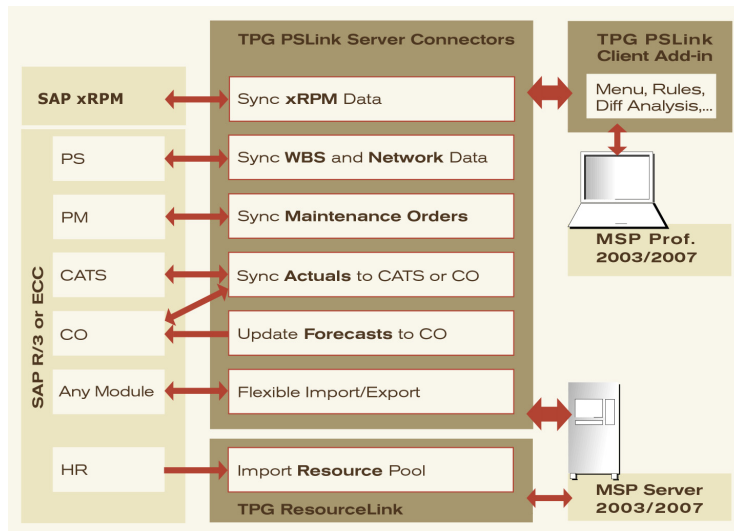 TPG PSLink Server Connectors
TPG PSLink
Client Add-in
SAP xRPM
Sync xRPM Data
Menu, Rules,
Diff Analysis,...
PS
Sync WBS and Network Data
PM
Sync Maintenance Orders
MSP Prof.
2003/2007
CATS
Sync Actuals to CATS or CO
CO
Update Forecasts to CO
Any Module
Flexible Import/Export
SAP R/3 or ECC
HR
Import Resource Pool
TPG ResourceLink
MSP Server
2003/2007